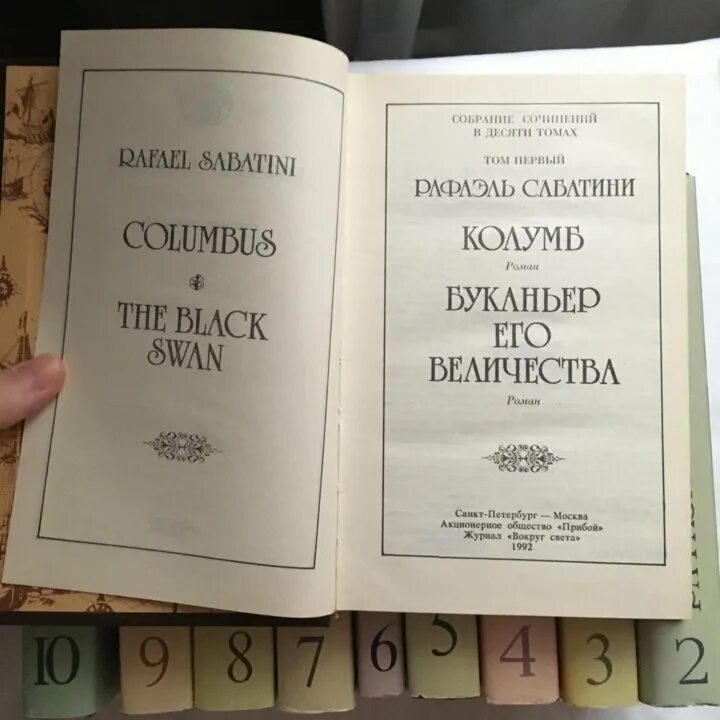 RAFAEL SABATINI
COLUMBUS
THE BLACK
SWAN
СОБРАНИЕ СОЧИНЕНИЙ
В ДЕСЯТИ ТОМАХ
ТОМ ПЕРВЫЙ
РАФАЭЛЬ САБАТИНИ
КОЛУМБ
Роман
БУКАНЬЕР
ЕГО
ВЕЛИЧЕСТВА
Роман
Санкт-Петербург — Москва
Акционерное общество «Прибой»
Журнал «Вокруг света»
1992
10 9 8 7 6 5 4 3 2